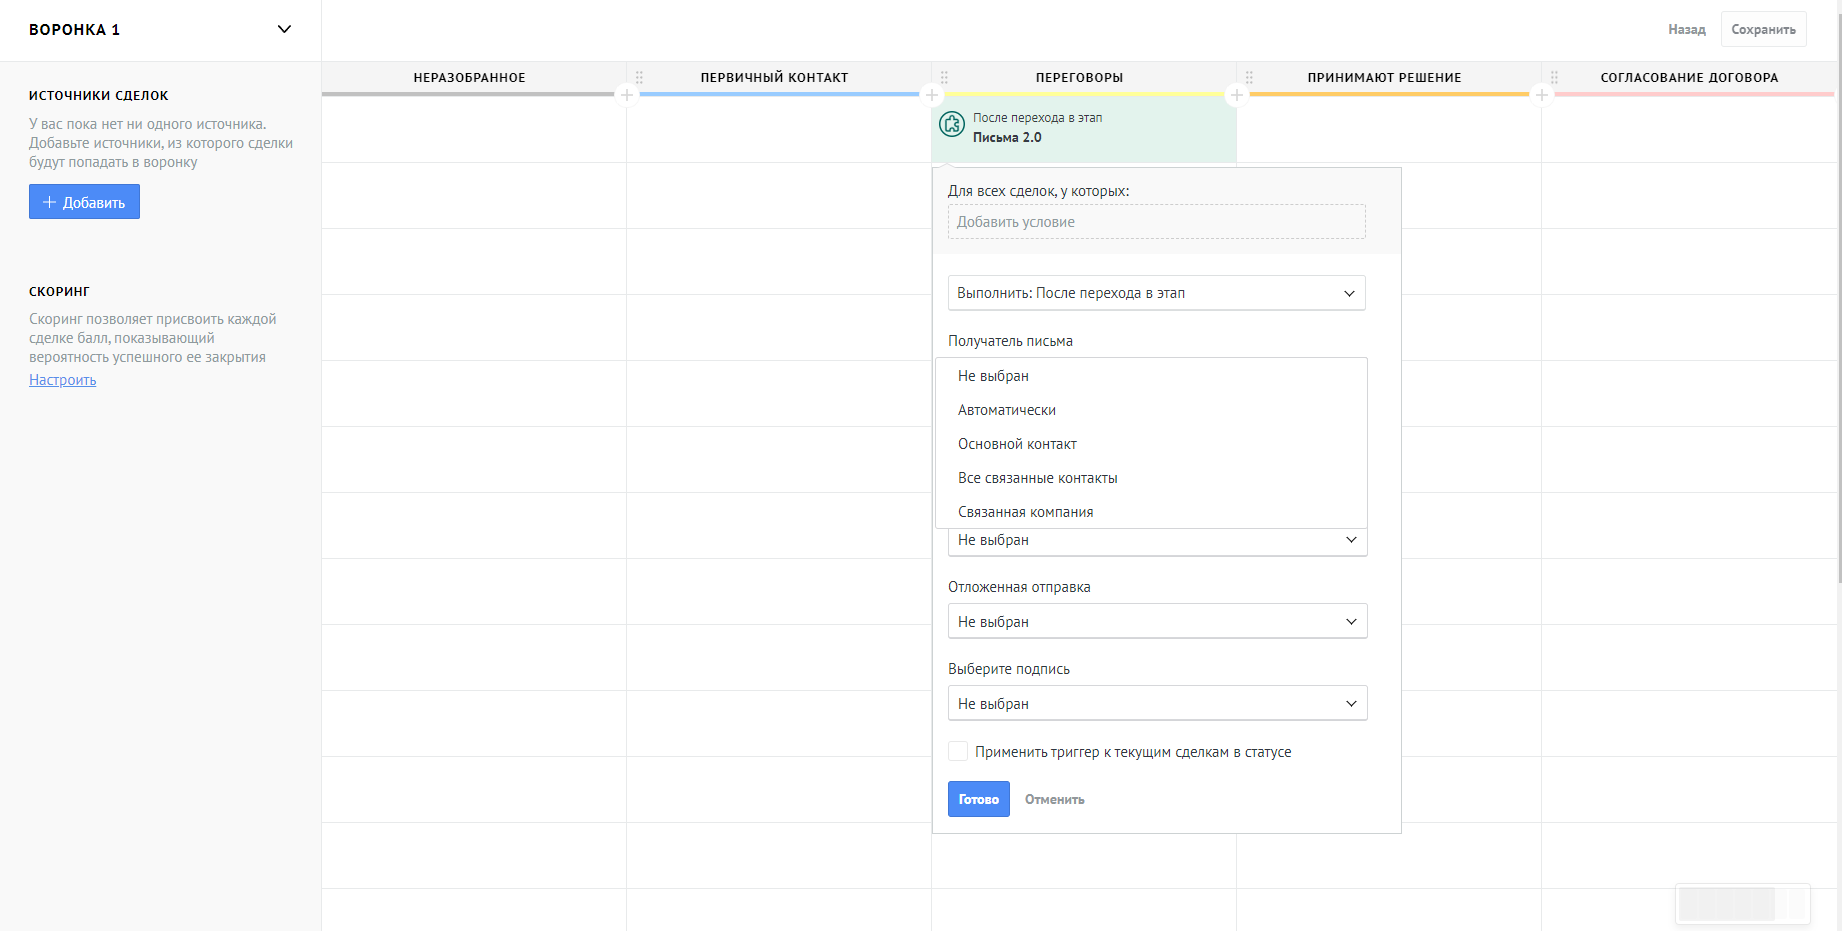 ВОРОНКА 1
Назад
Сохранить
НЕРАЗОБРАННОЕ
ПЕРВИЧНЫЙ КОНТАКТ
ПЕРЕГОВОРЫ
ПРИНИМАЮТ РЕШЕНИЕ
СОГЛАСОВАНИЕ ДОГОВОРА
ИСТОЧНИКИ СДЕЛОК
У вас пока нет ни одного источника.
Добавьте источники, из которого сделки
будут попадать в воронку
Добавить
СКОРИНГ
Скоринг позволяет присвоить каждой
сделке балл, показывающий
вероятность успешного ее закрытия
Настроить
После перехода в этап
Письма 2.0
Для всех сделок, у которых:
Добавить условие
Выполнить: После перехода в этап
Получатель письма
Не выбран
Автоматически
Основной контакт
Все связанные контакты
Связанная компания
Не выбран
Отложенная отправка
Не выбран
Выберите подпись
Не выбран
Применить триггер к текущим сделкам в статусе
Готово
Отменить